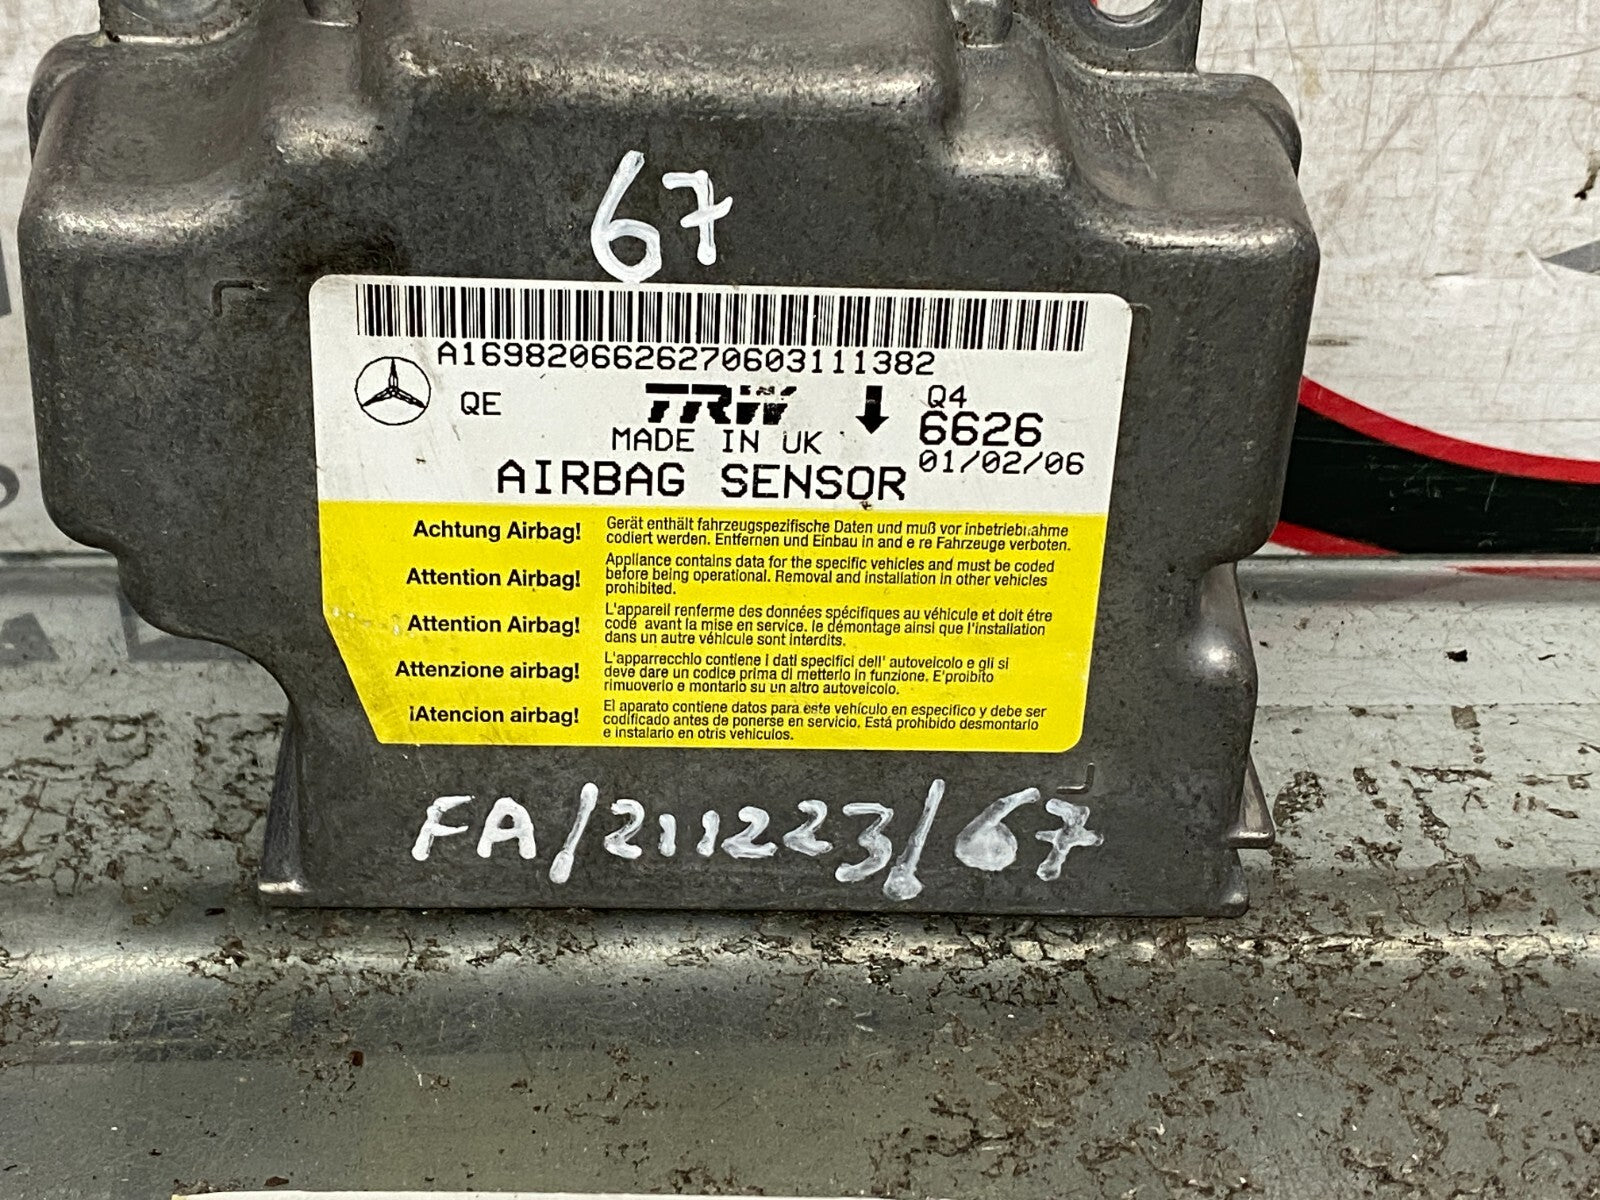 67
A16982066262706031113​82
QE
TRW
Q4
6626
MADE IN UK
01/02/06
AIRBAG SENSOR
Achtung Airbag!
Gerät enthält fahrzeugspezifische Daten und muß vor inbetriebnahme
codiert werden. Entfernen und Einbau in and e re Fahrzeuge verboten.
Attention Airbag!
Appliance contains data for the specific vehicles and must be coded
before being operational. Removal and installation in other vehicles
prohibited.
Attention Airbag!
L'appareil renferme des données spécifiques au véhicule et doit étre
codé avant la mise en service. le démontage ainsi que l'installation
dans un autre véhicule sont interdits.
Attenzione airbag!
L'apparrecchio contiene i dati specifici dell' autoveicolo e gli si
deve dare un codice prima di metterlo in funzione. E'proibito
rimuoverlo e montarlo su un altro autoveicolo.
¡Atencion airbag!
El aparato contiene datos para este vehículo en especifico y debe ser
codificado antes de ponerse en servicio. Está prohibido desmontarlo
e instalarlo en otris vehiculos.
FA/211223/67